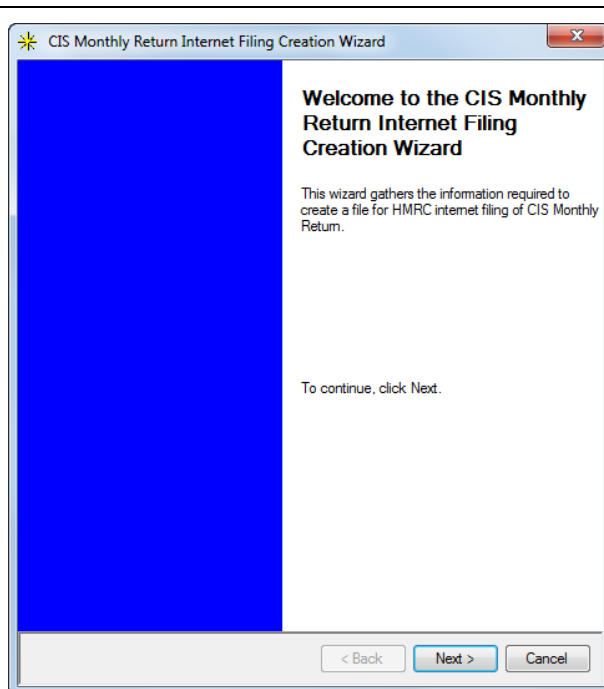 CIS Monthly Return Internet Filing Creation Wizard
Welcome to the CIS Monthly
Return Internet Filing
Creation Wizard
This wizard gathers the information required to
create a file for HMRC internet filing of CIS Monthly
Return.
To continue, click Next.
< Back Next > Cancel